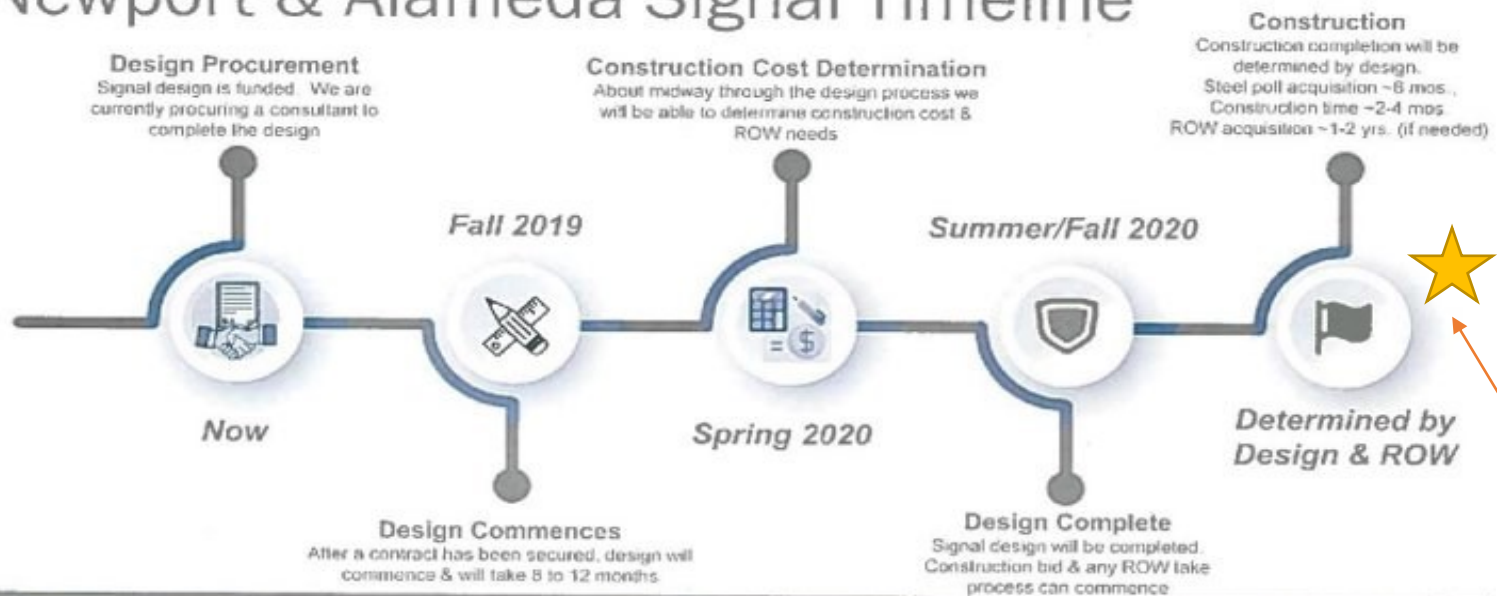 Newport & Alameda Signal Timeline
Design Procurement
Signal design is funded. We are
currently procuring a consultant to
complete the design
Now
Fall 2019
Design Commences
After a contract has been secured, design will
commence & will take 8 to 12 months
Construction Cost Determination
About midway through the design process we
will be able to determine construction cost &
ROW needs
= $
Spring 2020
Summer/Fall 2020
Design Complete
Signal design will be completed.
Construction bid & any ROW take
process can commence
Construction
Construction completion will be
determined by design.
Steel poll acquisition ~6 mos.,
Construction time ~2-4 mos.
ROW acquisition ~1-2 yrs. (if needed)
Determined by
Design & ROW